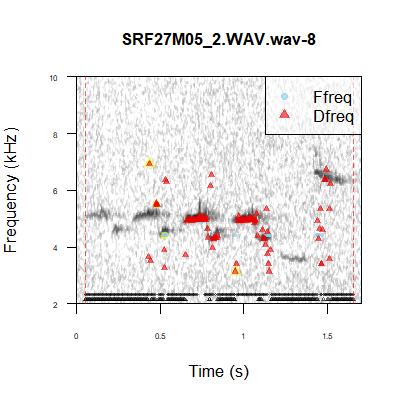 SRF27M05_2.WAV.wav-8
Ffreq
Dfreq
Frequency (kHz)
10
8
6
4
2
0
0.5
1
1.5
Time (s)